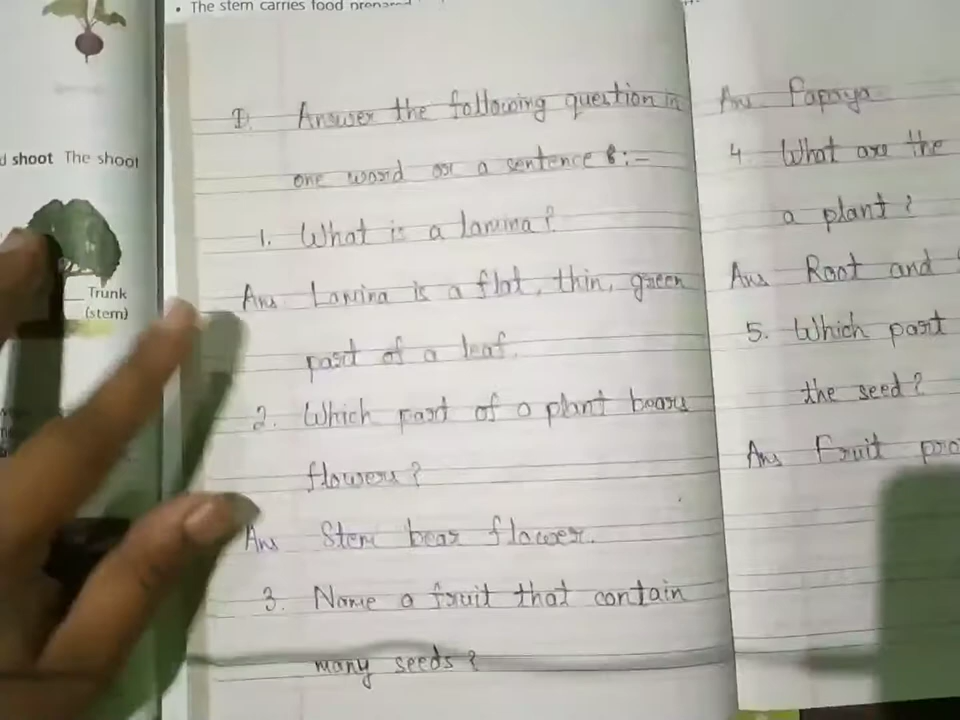 • The stem carries food
d shoot The shoot
Trunk
(stem)
D. Answer the following question in
one word or a sentence :-
1. What is a lamina?
Ans Lamina is a flat, thin, green
part of a leaf.
2. Which part of a plant bears
flowers?
Ans Stem bear flower.
3. Name a fruit that contain
many seeds?
Ans Papaya
4 What are the
a plant?
Ans Root and
5. Which part
the seed?
Ans Fruit pro